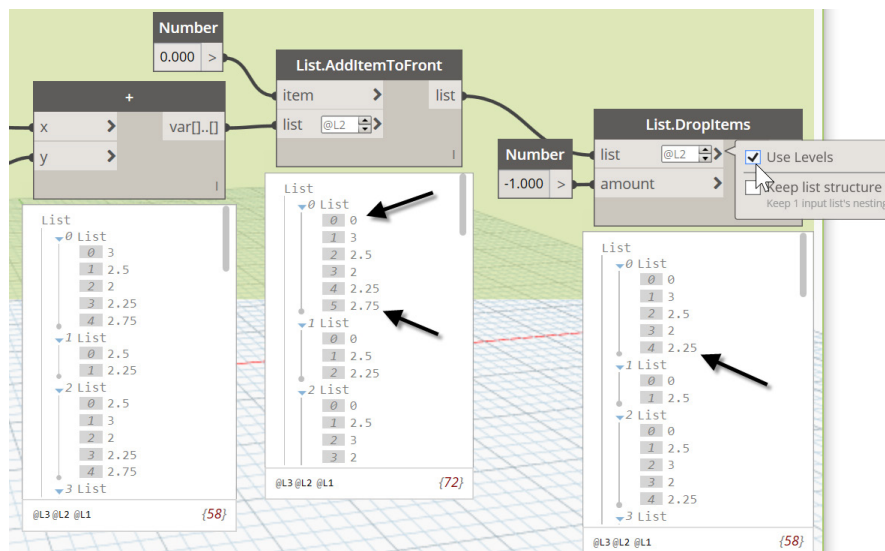 Number
0.000 >
+
x >
var[]..[]
y >
I
List.AddItemToFront
item >
list
list @L2 >
I
Number
-1.000 >
List.DropItems
list @L2 >
amount >
Use Levels
Keep list structure
Keep 1 input list's nesting
List
0 List
0 3
1 2.5
2 2
3 2.25
4 2.75
1 List
0 2.5
1 2.25
2 List
0 2.5
1 3
2 2
3 2.25
4 2.75
3 List
@L3 @L2 @L1 {58}
List
0 List
0 0
1 3
2 2.5
3 2
4 2.25
5 2.75
1 List
0 0
1 2.5
2 2.25
2 List
0 0
1 2.5
2 3
3 2
@L3 @L2 @L1 {72}
List
0 List
0 0
1 3
2 2.5
3 2
4 2.25
1 List
0 0
1 2.5
2 List
0 0
1 2.5
2 3
3 2
4 2.25
3 List
@L3 @L2 @L1 {58}